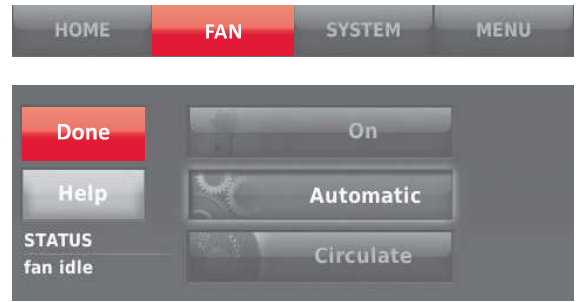 HOME FAN SYSTEM MENU
Done
On
Help
Automatic
STATUS
fan idle
Circulate